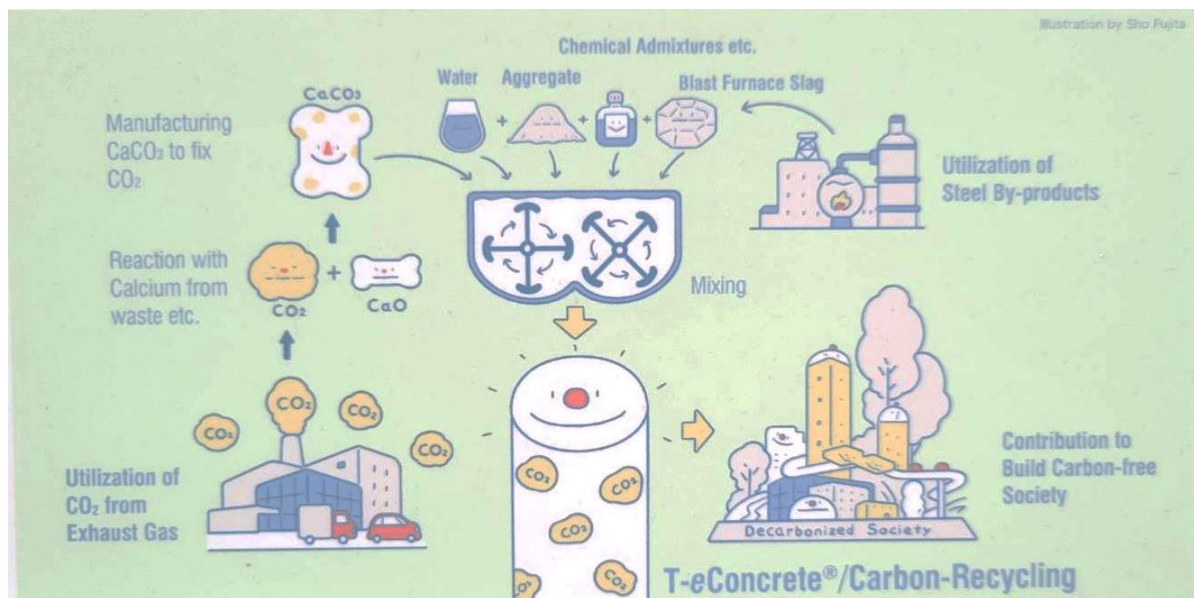 Illustration by Sho Fujita
Chemical Admixtures etc.
Water
Aggregate
Blast Furnace Slag
CaCO₃
Manufacturing
CaCO₃ to fix
CO₂
Utilization of
Steel By-products
Reaction with
Calcium from
waste etc.
CO₂
+
CaO
+
+
+
Mixing
CO₂
CO₂
CO₂
CO₂
Utilization of
CO₂ from
Exhaust Gas
CO₂
CO₂
CO₂
CO₂
CO₂
Contribution to
Build Carbon-free
Society
Decarbonized Society
T-eConcrete®/Carbon-Recycling